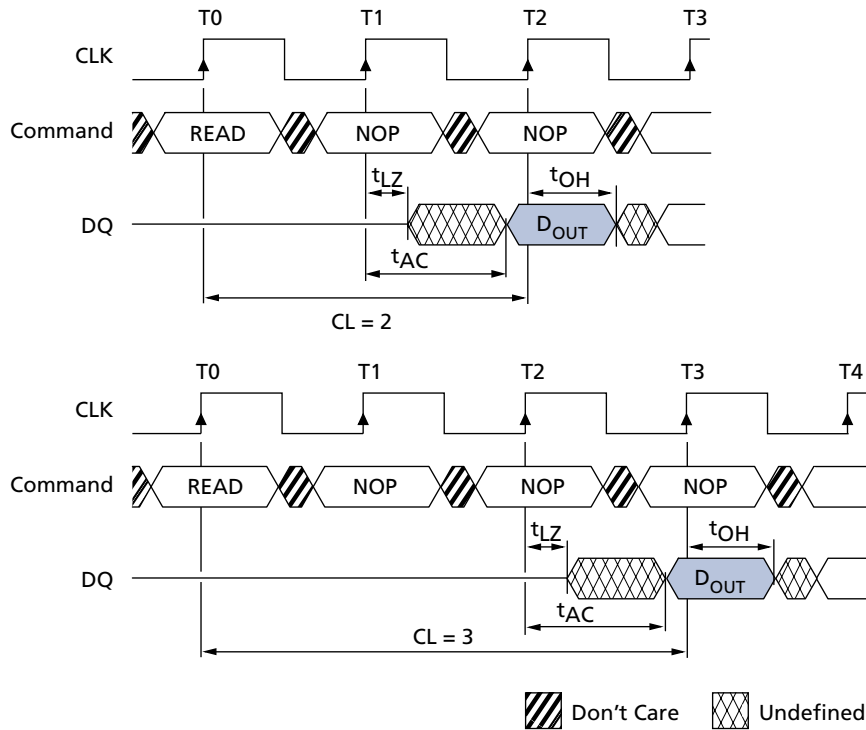 T0 T1 T2 T3
CLK
Command READ NOP NOP
tLZ tOH
DQ DOUT
tAC
CL = 2
T0 T1 T2 T3 T4
CLK
Command READ NOP NOP NOP
tLZ tOH
DQ DOUT
tAC
CL = 3
Don't Care Undefined